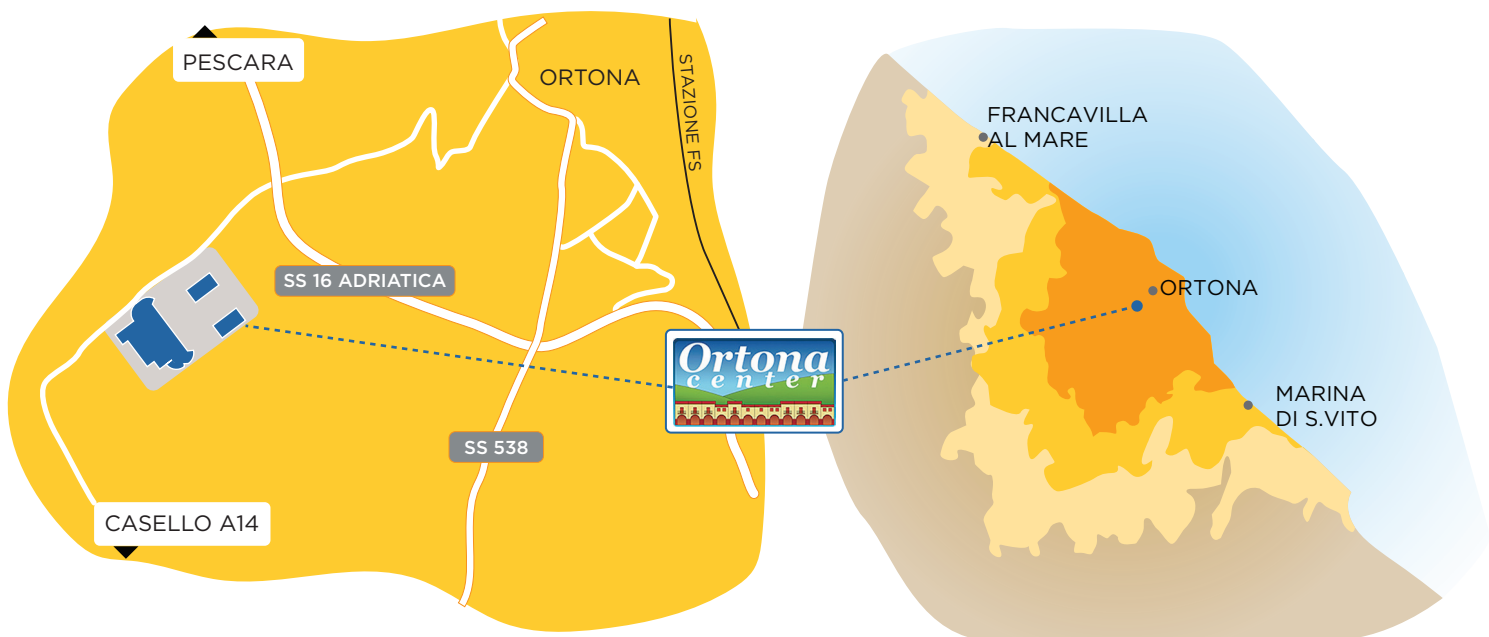 PESCARA
ORTONA
STAZIONE FS
SS 16 ADRIATICA
SS 538
CASELLO A14
Ortona
center
FRANCAVILLA
AL MARE
ORTONA
MARINA
DI S.VITO